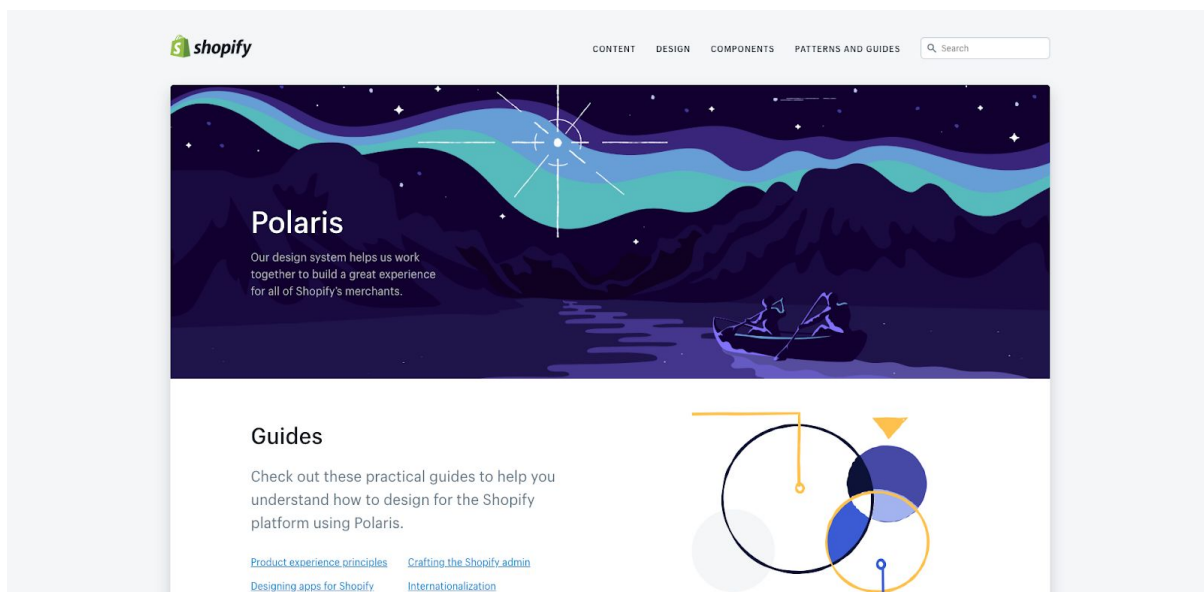 shopify
CONTENT DESIGN COMPONENTS PATTERNS AND GUIDES Search
Polaris
Our design system helps us work
together to build a great experience
for all of Shopify's merchants.
Guides
Check out these practical guides to help you
understand how to design for the Shopify
platform using Polaris.
Product experience principles Crafting the Shopify admin
Designing apps for Shopify Internationalization